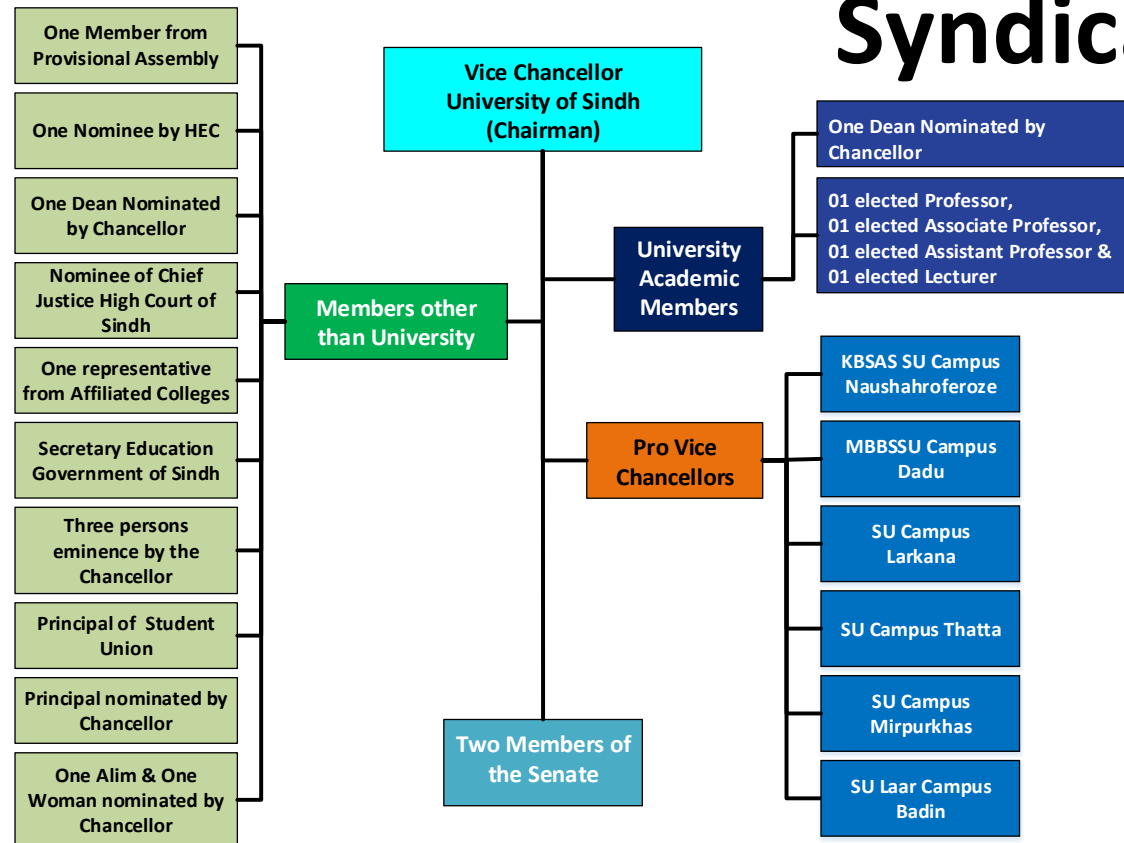 Syndica
One Member from
Provisional Assembly
One Nominee by HEC
One Dean Nominated
by Chancellor
Nominee of Chief
Justice High Court of
Sindh
One representative
from Affiliated Colleges
Secretary Education
Government of Sindh
Three persons
eminence by the
Chancellor
Principal of Student
Union
Principal nominated by
Chancellor
One Alim & One
Woman nominated by
Chancellor
Members other
than University
Vice Chancellor
University of Sindh
(Chairman)
University
Academic
Members
One Dean Nominated by
Chancellor
01 elected Professor,
01 elected Associate Professor,
01 elected Assistant Professor &
01 elected Lecturer
Pro Vice
Chancellors
KBSAS SU Campus
Naushahroferoze
MBBSSU Campus
Dadu
SU Campus
Larkana
SU Campus Thatta
SU Campus
Mirpurkhas
SU Laar Campus
Badin
Two Members of
the Senate